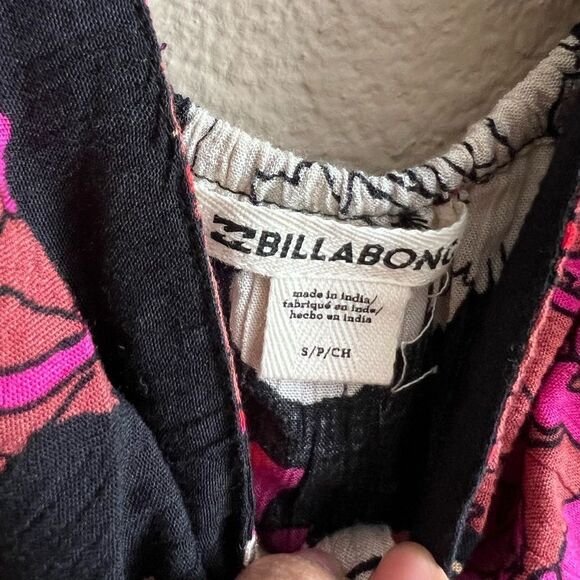 BILLABONG
made in india/
fabriqué en inde/
hecho en india
S/P/CH